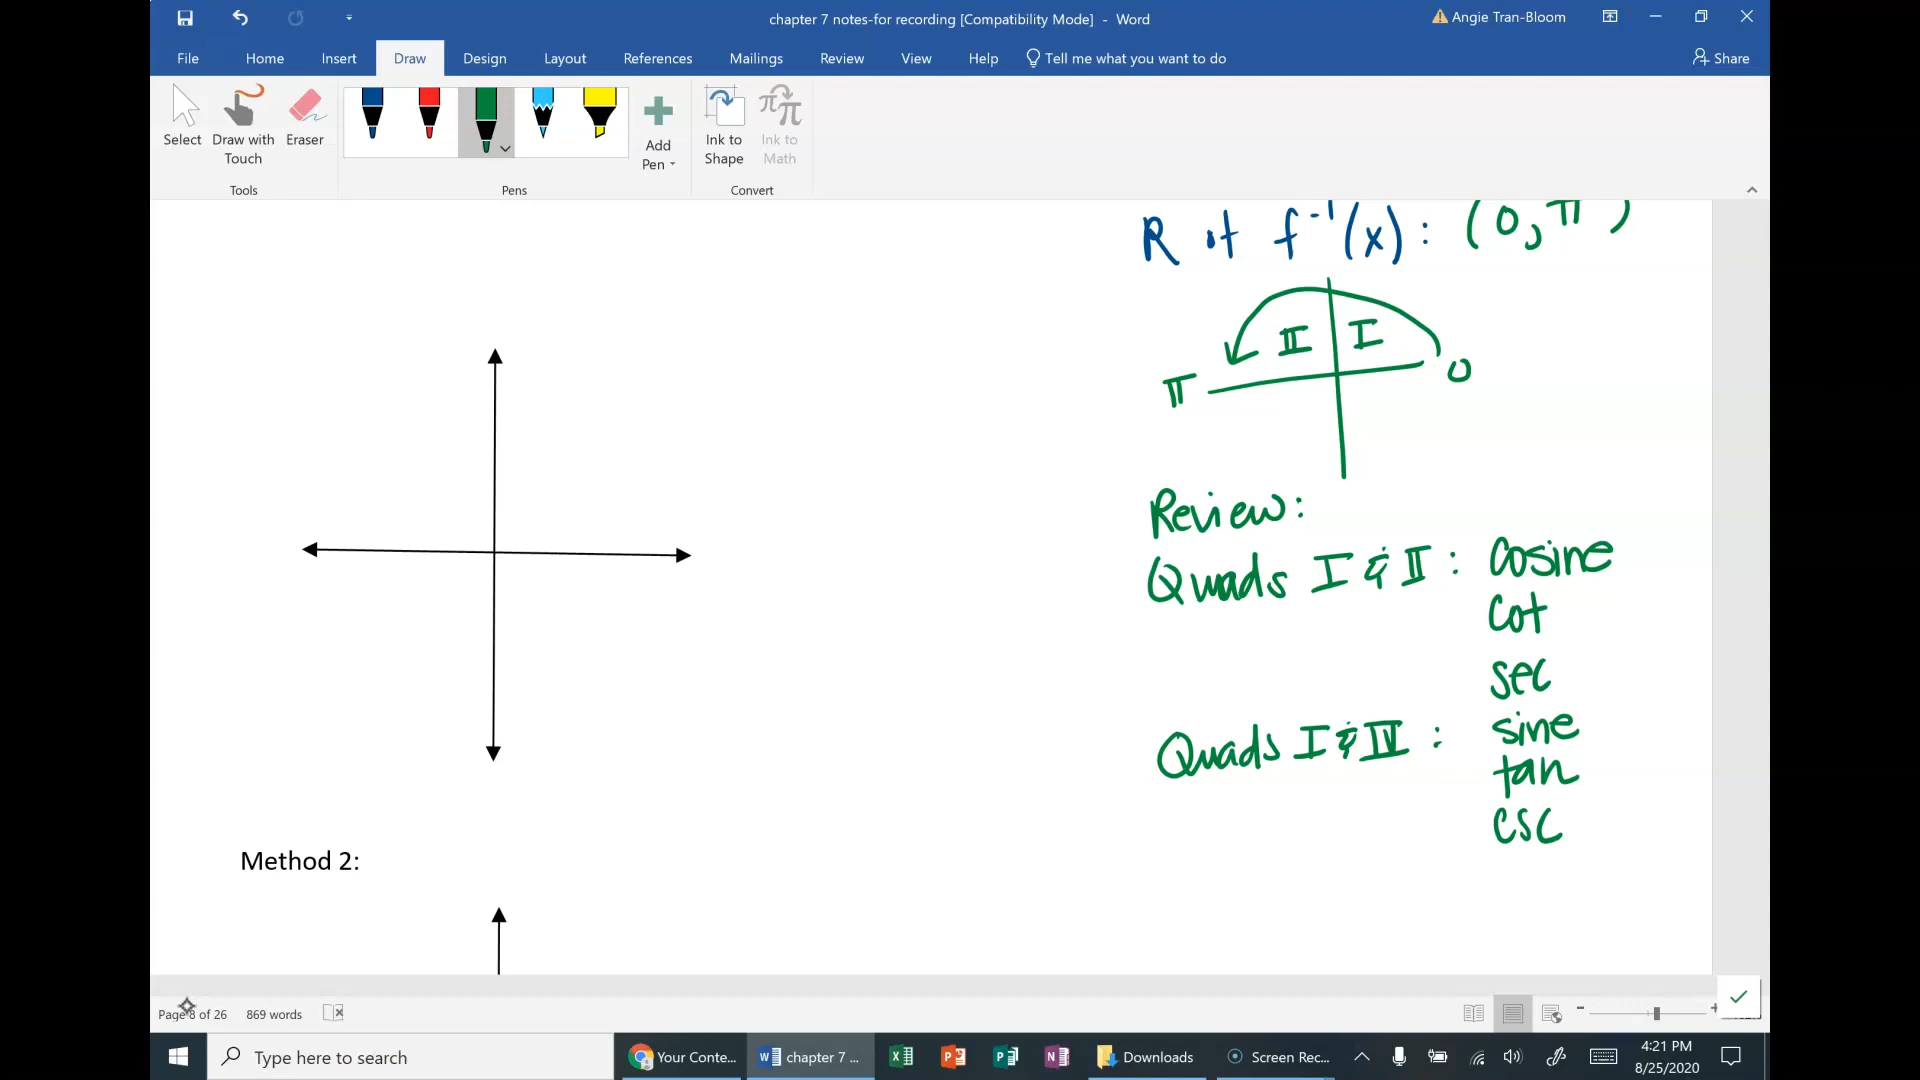 chapter 7 notes-for recording [Compatibility Mode] - Word
Angie Tran-Bloom
File Home Insert Draw Design Layout References Mailings Review View Help Tell me what you want to do
Share
Select
Draw with Touch
Eraser
Add Pen
Ink to Shape
Ink to Math
Tools
Pens
Convert
R of f⁻¹(x): (0, π)
II I
π 0
Review:
Quads I & II : cosine
cot
sec
Quads I & IV : sine
tan
csc
Method 2:
Page 8 of 26 869 words
Type here to search
Your Conte...
chapter 7 ...
Downloads
Screen Rec...
4:21 PM
8/25/2020